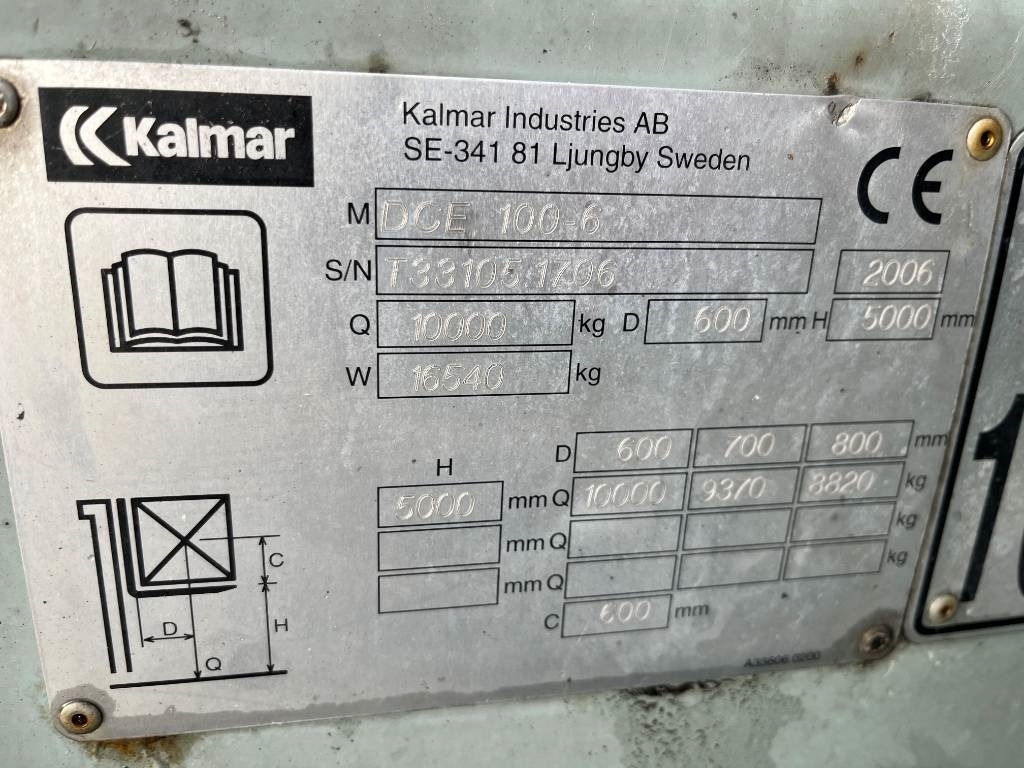 Kalmar
Kalmar Industries AB
SE-341 81 Ljungby Sweden
CE
M DCE 100-6
S/N T33105.1706 2006
Q 10000 kg D 600 mm H 5000 mm
W 16540 kg
H D 600 700 800 mm
5000 mm Q 10000 9370 8820 kg
mm Q kg
mm Q kg
C 600 mm
C
D H
Q
A33606.0200